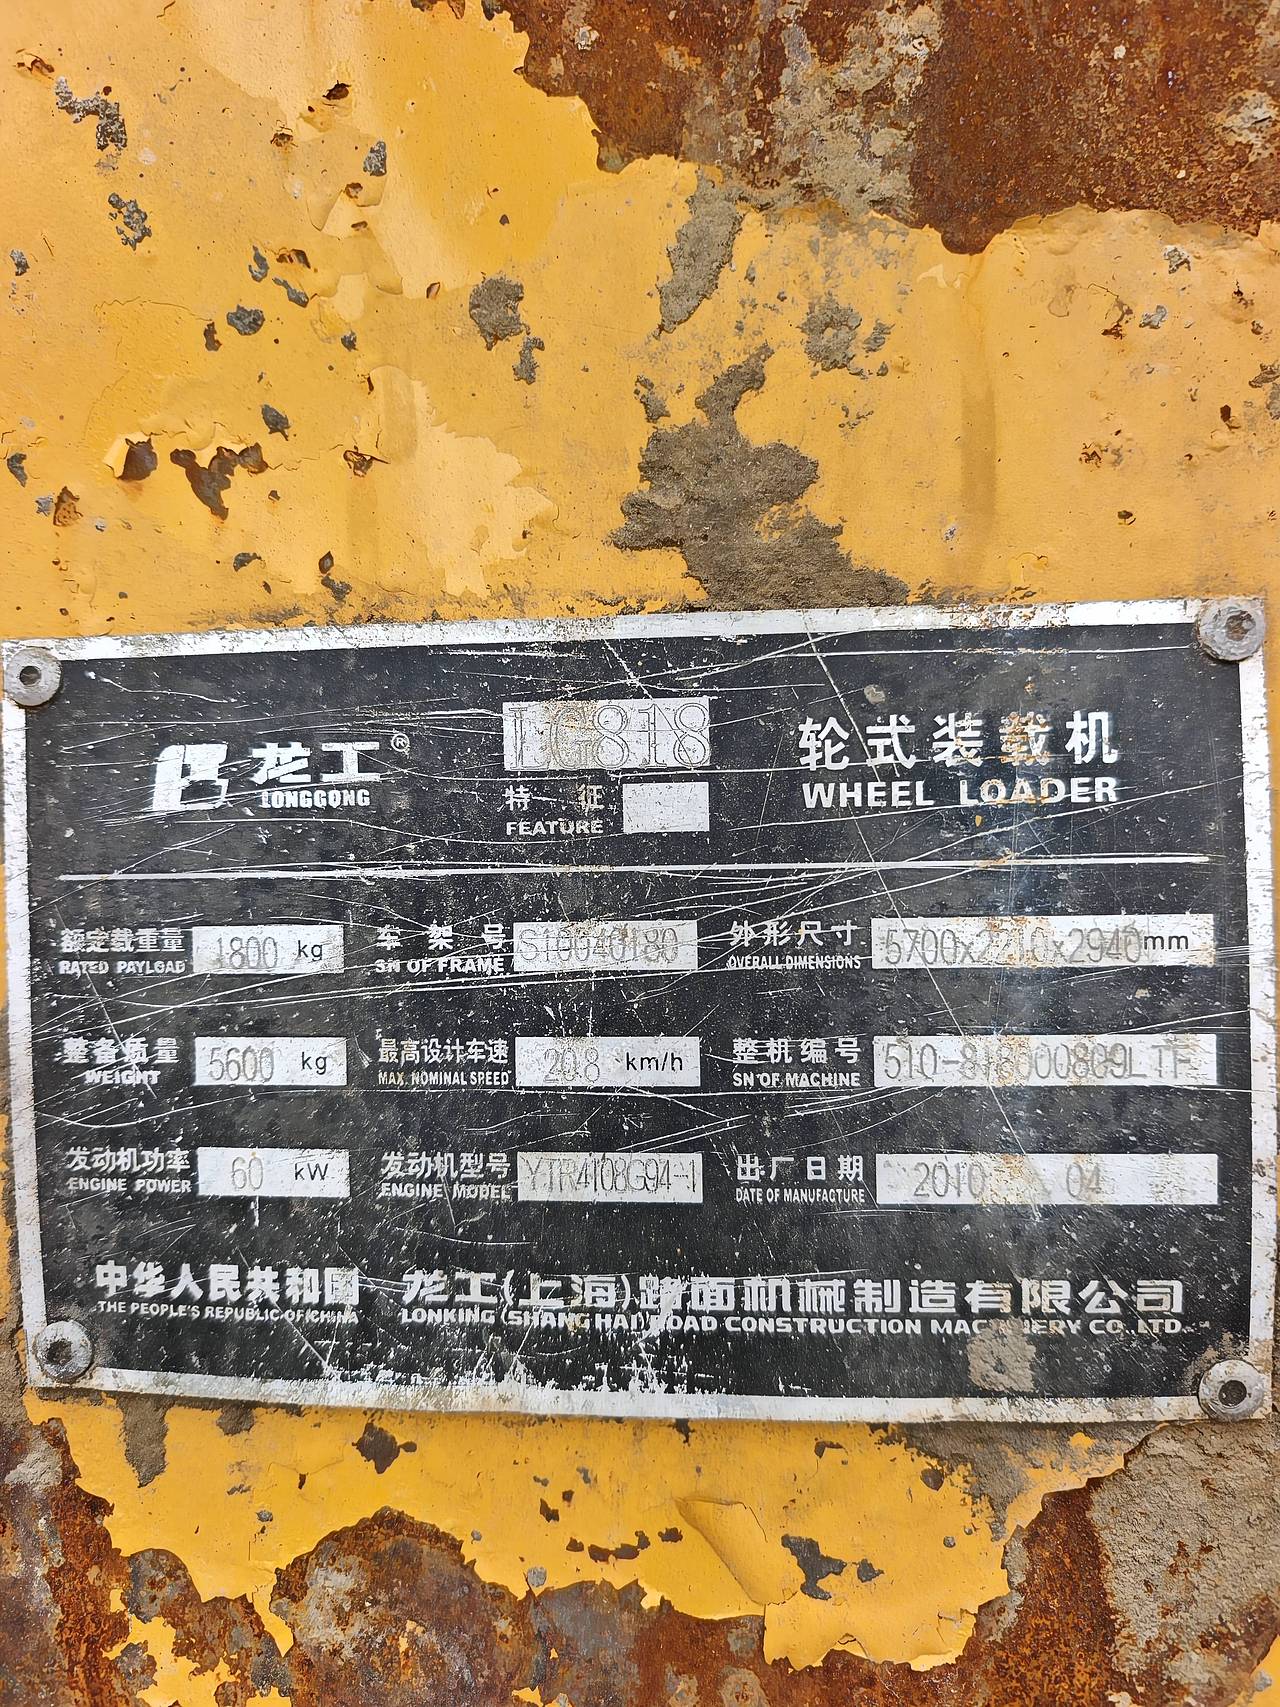 龙工® LG818 轮式装载机
LONGGONG 特征 WHEEL LOADER
FEATURE
额定载重量 1800 kg 车架号 S10040180 外形尺寸 5700x2210x2940 mm
RATED PAYLOAD SN OF FRAME OVERALL DIMENSIONS
整备质量 5600 kg 最高设计车速 20.8 km/h 整机编号
WEIGHT MAX. NOMINAL SPEED SN OF MACHINE
发动机功率 60 kW 发动机型号 YTR4108G94-1 出厂日期 2010 04
ENGINE POWER ENGINE MODEL DATE OF MANUFACTURE
中华人民共和国 龙工(上海)路面机械制造有限公司
THE PEOPLE'S REPUBLIC OF CHINA LONKING (SHANGHAI) ROAD CONSTRUCTION MACHINERY CO.,LTD.